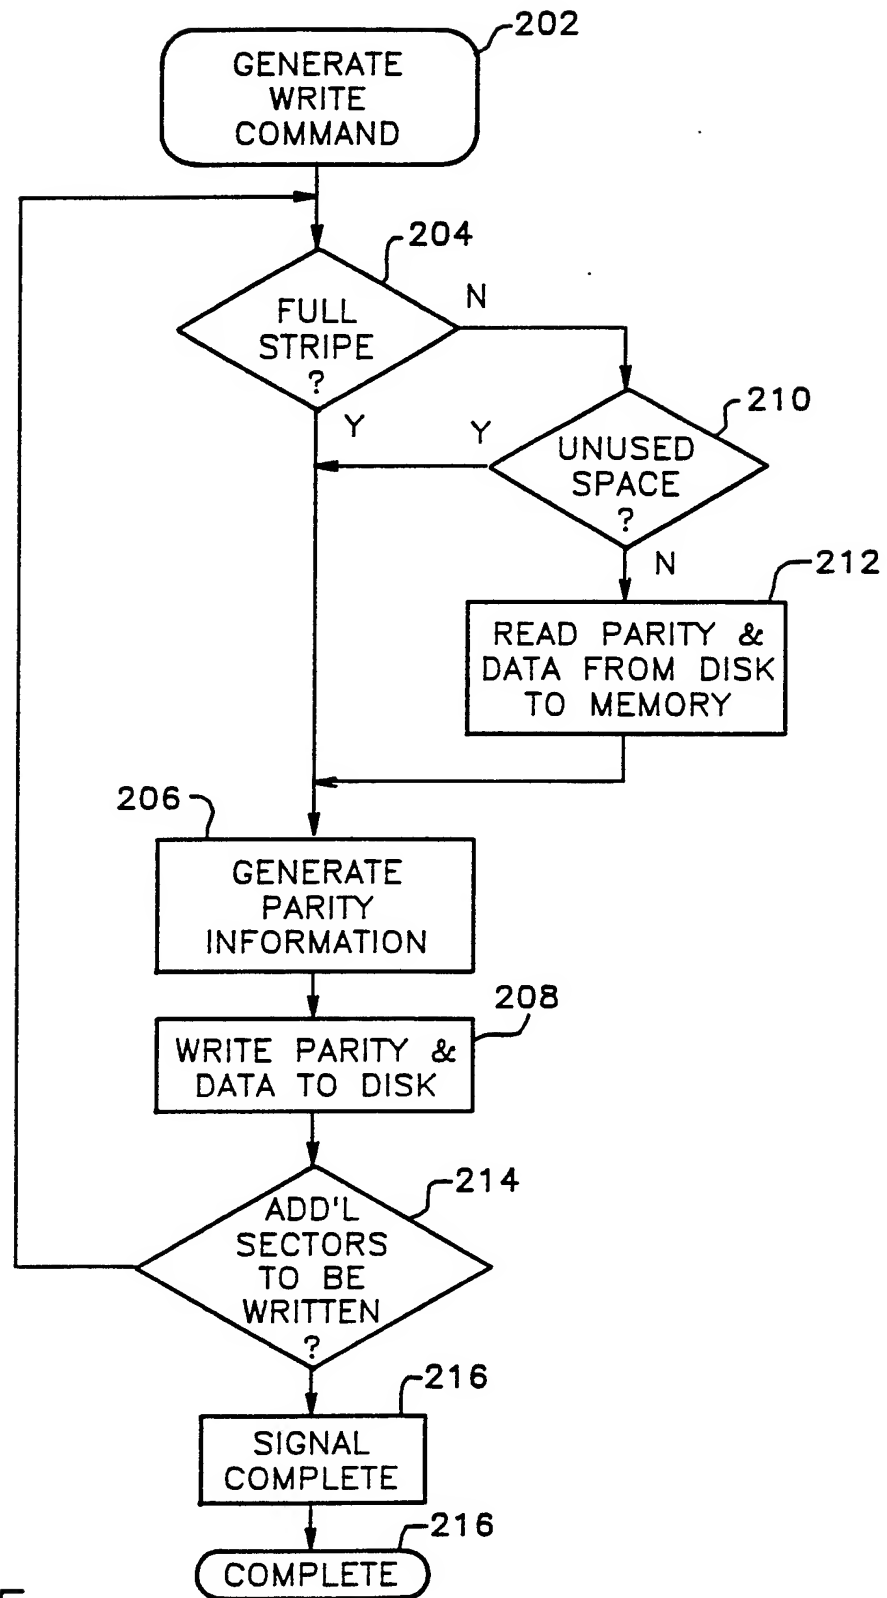 202
GENERATE
WRITE
COMMAND
204
N
FULL
STRIPE
?
210
Y
Y
UNUSED
SPACE
?
N
212
READ PARITY &
DATA FROM DISK
TO MEMORY
206
GENERATE
PARITY
INFORMATION
208
WRITE PARITY &
DATA TO DISK
214
ADD'L
SECTORS
TO BE
WRITTEN
?
216
SIGNAL
COMPLETE
216
COMPLETE